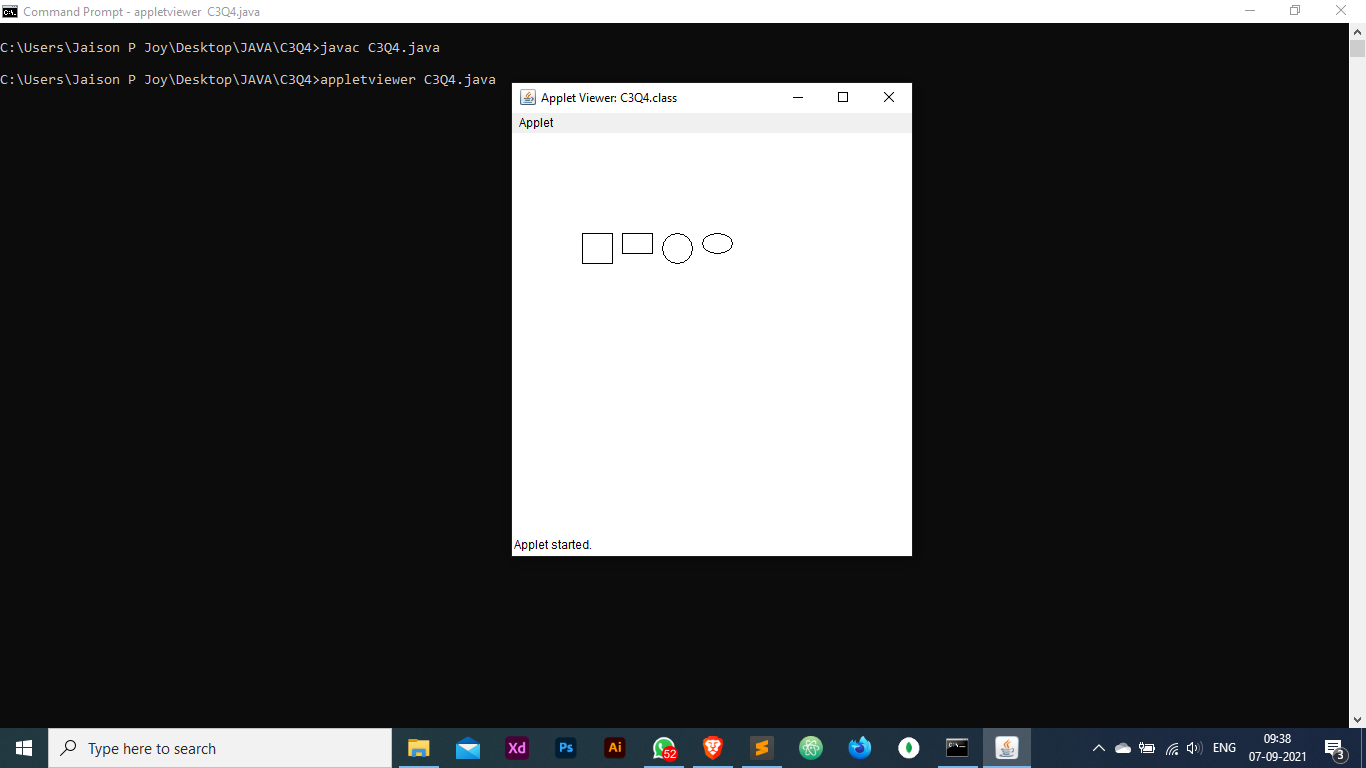 Command Prompt - appletviewer  C3Q4.java
C:\Users\Jaison P Joy\Desktop\JAVA\C3Q4>javac C3Q4.java
C:\Users\Jaison P Joy\Desktop\JAVA\C3Q4>appletviewer C3Q4.java
Applet Viewer: C3Q4.class
Applet
Applet started.
Type here to search
Xd
Ps
Ai
52
ENG
09:38
07-09-2021
3